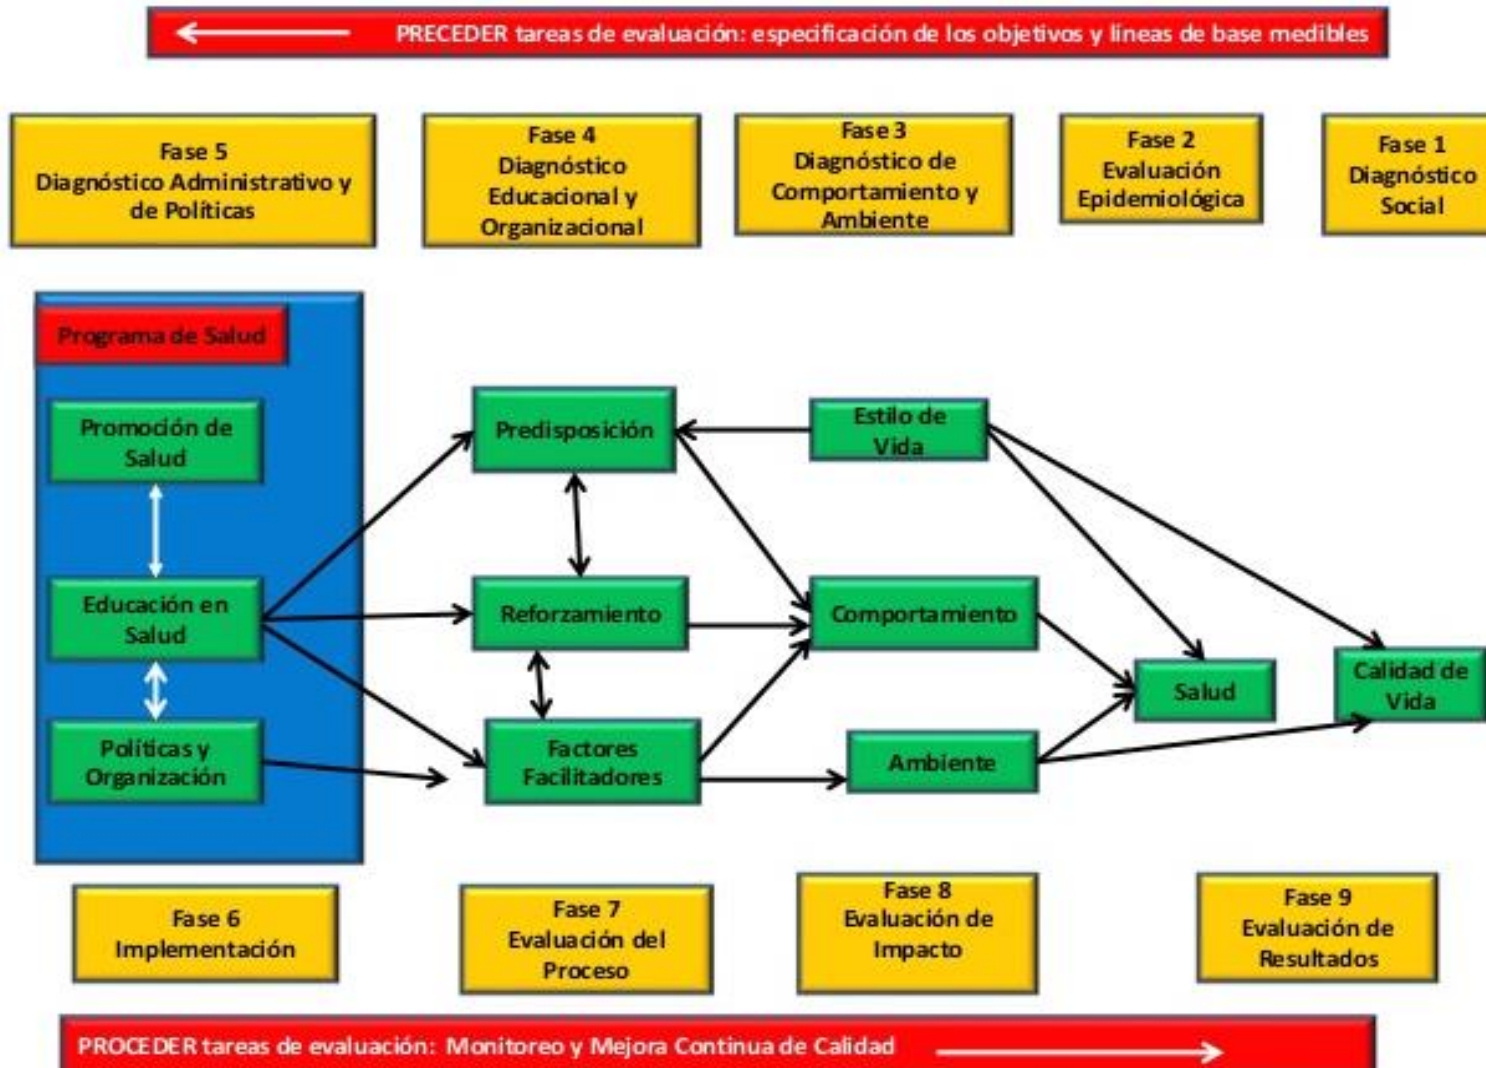 PRECEDER tareas de evaluación: especificación de los objetivos y líneas de base medibles
Fase 5
Diagnóstico Administrativo y
de Políticas
Fase 4
Diagnóstico
Educacional y
Organizacional
Fase 3
Diagnóstico de
Comportamiento y
Ambiente
Fase 2
Evaluación
Epidemiológica
Fase 1
Diagnóstico
Social
Programa de Salud
Promoción de
Salud
Predisposición
Estilo de
Vida
Educación en
Salud
Reforzamiento
Comportamiento
Salud
Calidad de
Vida
Políticas y
Organización
Factores
Facilitadores
Ambiente
Fase 6
Implementación
Fase 7
Evaluación del
Proceso
Fase 8
Evaluación de
Impacto
Fase 9
Evaluación de
Resultados
PROCEDER tareas de evaluación: Monitoreo y Mejora Continua de Calidad